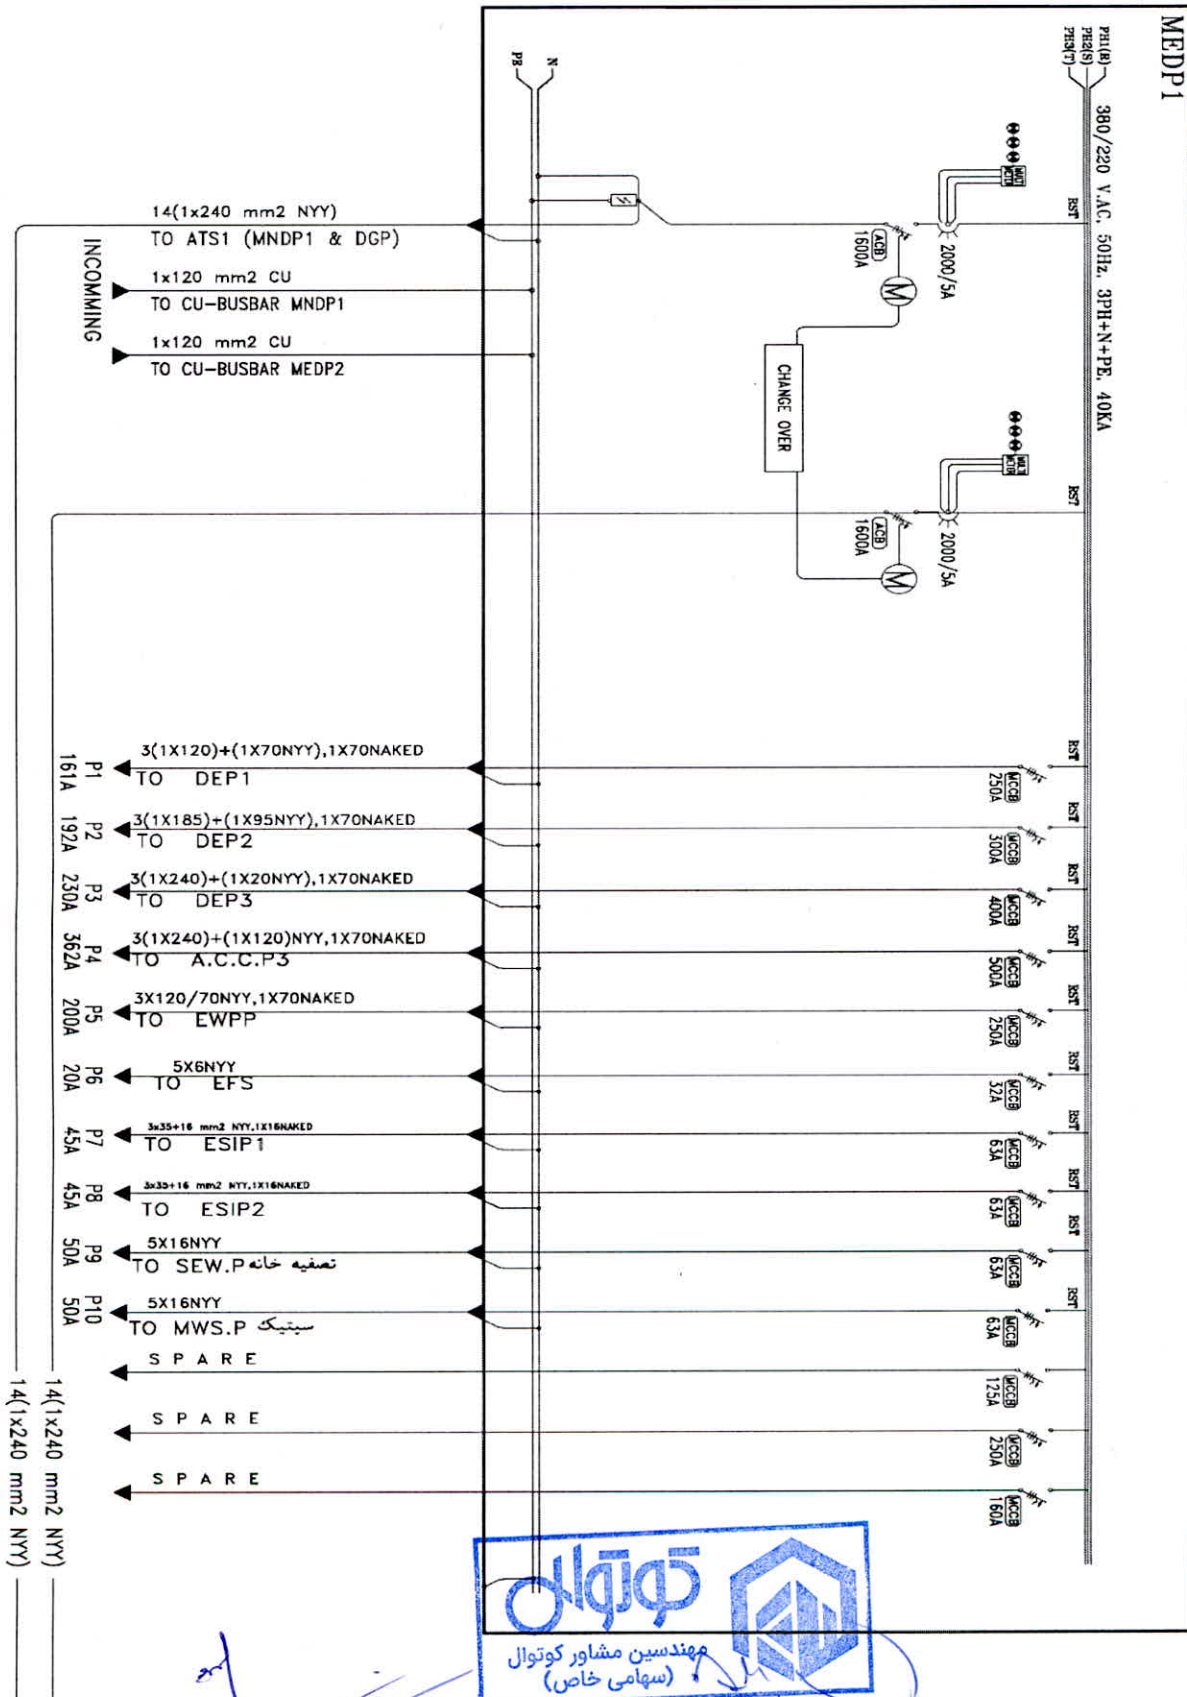 MEDP1
PH1(R)
PH2(S)
PH3(T)
380/220 V.AC, 50Hz, 3PH+N+PE, 40KA
N
PE
RST
MULTI
METER
2000/5A
ACB
1600A
M
CHANGE OVER
RST
MULTI
METER
2000/5A
ACB
1600A
M
14(1x240 mm2 NYY)
TO ATS1 (MNDP1 & DGP)
INCOMMING
1x120 mm2 CU
TO CU-BUSBAR MNDP1
1x120 mm2 CU
TO CU-BUSBAR MEDP2
RST
MCCB
250A
3(1X120)+(1X70NYY),1X70NAKED
TO DEP1
P1
161A
RST
MCCB
300A
3(1X185)+(1X95NYY),1X70NAKED
TO DEP2
P2
192A
RST
MCCB
400A
3(1X240)+(1X20NYY),1X70NAKED
TO DEP3
P3
230A
RST
MCCB
500A
3(1X240)+(1X120)NYY,1X70NAKED
TO A.C.C.P3
P4
362A
RST
MCCB
250A
3X120/70NYY,1X70NAKED
TO EWPP
P5
200A
RST
MCCB
32A
5X6NYY
TO EFS
P6
20A
RST
MCCB
63A
3x35+16 mm2 NYY,1X16NAKED
TO ESIP1
P7
45A
RST
MCCB
63A
3x35+16 mm2 NYY,1X16NAKED
TO ESIP2
P8
45A
RST
MCCB
63A
5X16NYY
TO SEW.P تصفیه خانه
P9
50A
RST
MCCB
63A
5X16NYY
TO MWS.P سیتیک
P10
50A
MCCB
125A
SPARE
MCCB
250A
SPARE
MCCB
160A
SPARE
14(1x240 mm2 NYY)
14(1x240 mm2 NYY)
کوتوال
مهندسین مشاور کوتوال
(سهامی خاص)